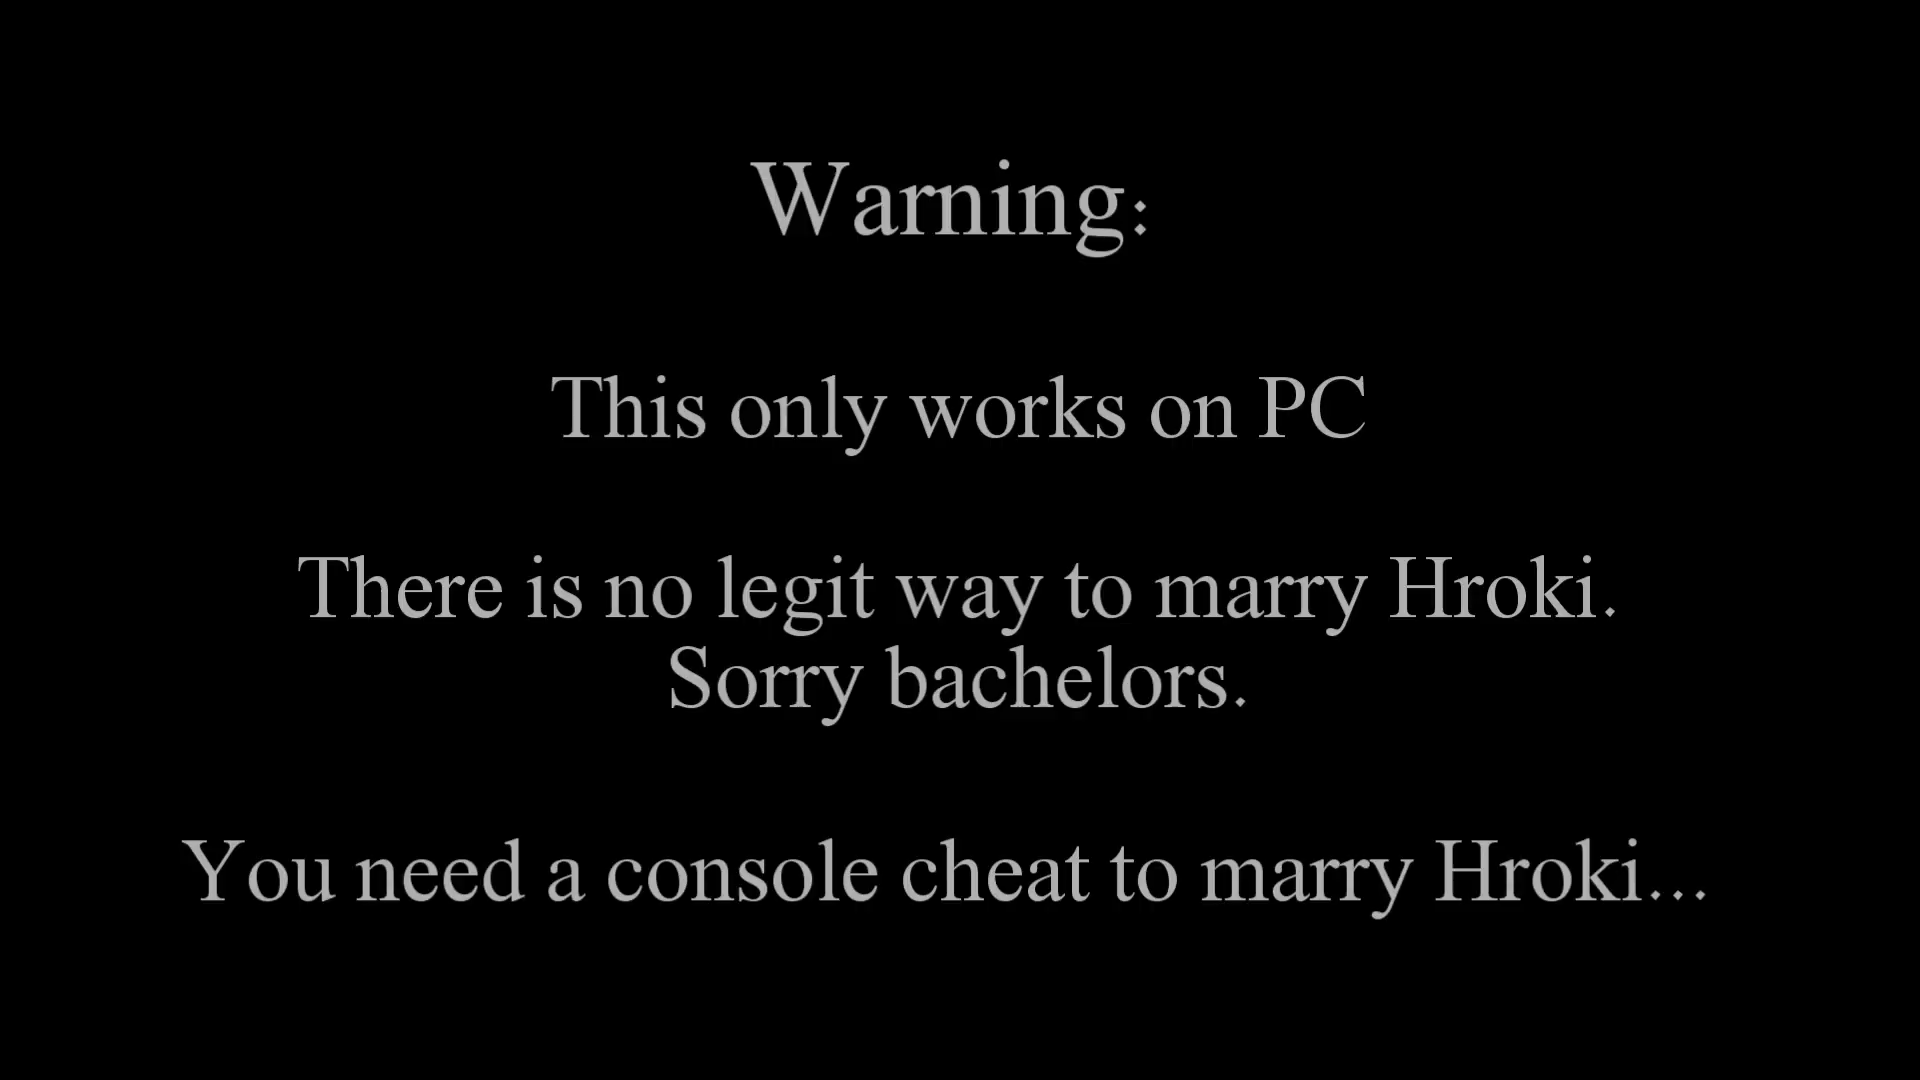 Warning:
This only works on PC
There is no legit way to marry Hroki.
Sorry bachelors.
You need a console cheat to marry Hroki...